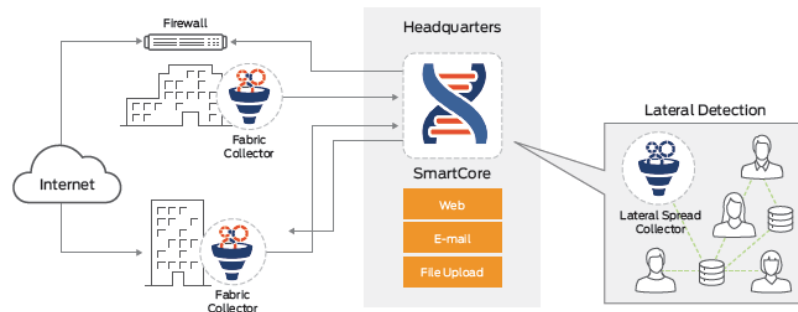 Firewall
Headquarters
Fabric
Collector
Lateral Detection
Internet
SmartCore
Web
E-mail
File Upload
Lateral Spread
Collector
Fabric
Collector